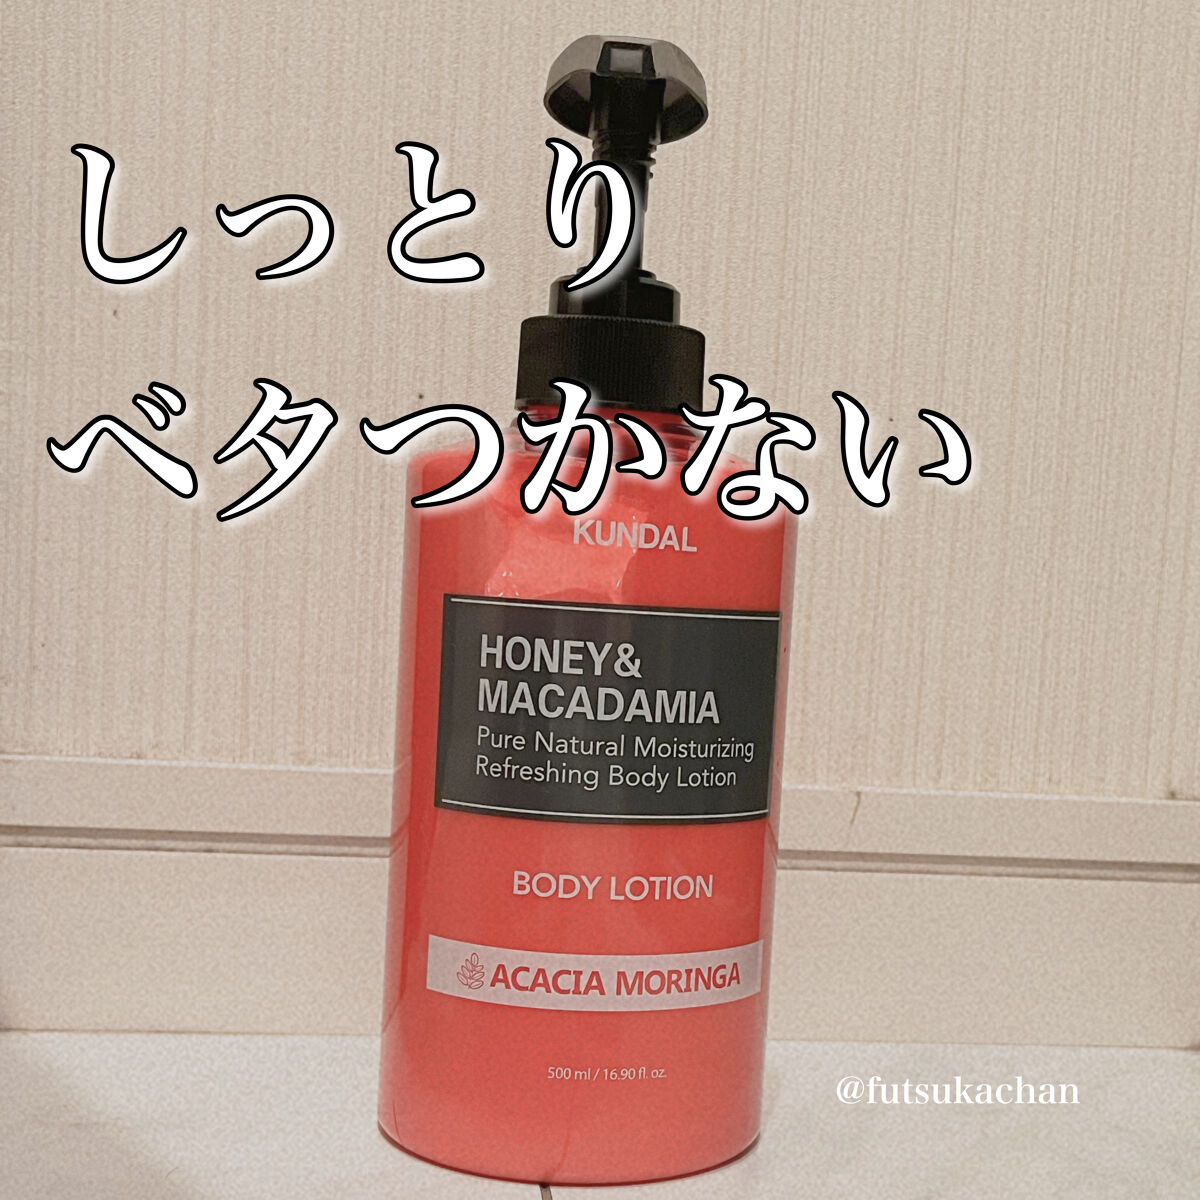 しっとり
ベタつかない
KUNDAL
HONEY&
MACADAMIA
Pure Natural Moisturizing
Refreshing Body Lotion
BODY LOTION
ACACIA MORINGA
500 ml / 16.90 fl. oz.
@futsukachan